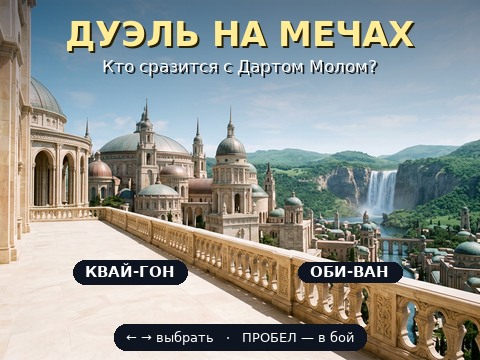 ДУЭЛЬ НА МЕЧАХ
Кто сразится с Дартом Молом?
КВАЙ-ГОН
ОБИ-ВАН
← → выбрать · ПРОБЕЛ — в бой